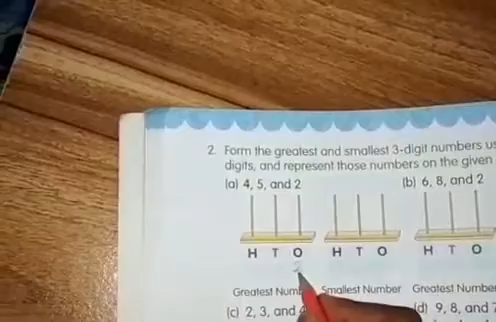 2. Form the greatest and smallest 3-digit numbers
digits, and represent those numbers on the given
(a) 4, 5, and 2 (b) 6, 8, and 2
H T O H T O H T O
Greatest Smallest Number Greatest Number
(c) 2, 3, and (d) 9, 8, and